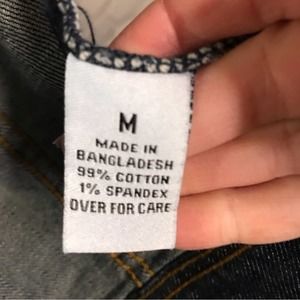 M
MADE IN
BANGLADESH
99% COTTON
1% SPANDEX
OVER FOR CARE